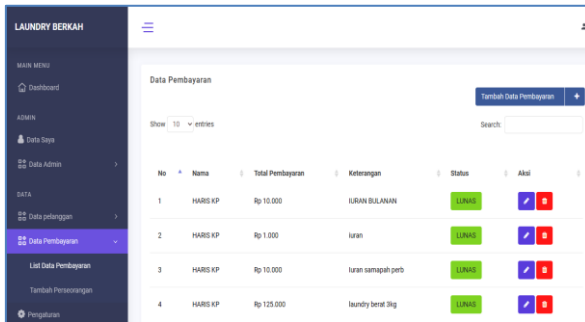 LAUNDRY BERKAH
MAIN MENU
Dashboard
ADMIN
Data Saya
Data Admin
DATA
Data pelanggan
Data Pembayaran
List Data Pembayaran
Tambah Perseorangan
Pengaturan
Data Pembayaran
Tambah Data Pembayaran +
Show 10 entries
Search:
No Nama Total Pembayaran Keterangan Status Aksi
1 HARIS KP Rp 10.000 IURAN BULANAN LUNAS
2 HARIS KP Rp 1.000 iuran LUNAS
3 HARIS KP Rp 10.000 Iuran samapah perb LUNAS
4 HARIS KP Rp 125.000 laundry berat 3kg LUNAS